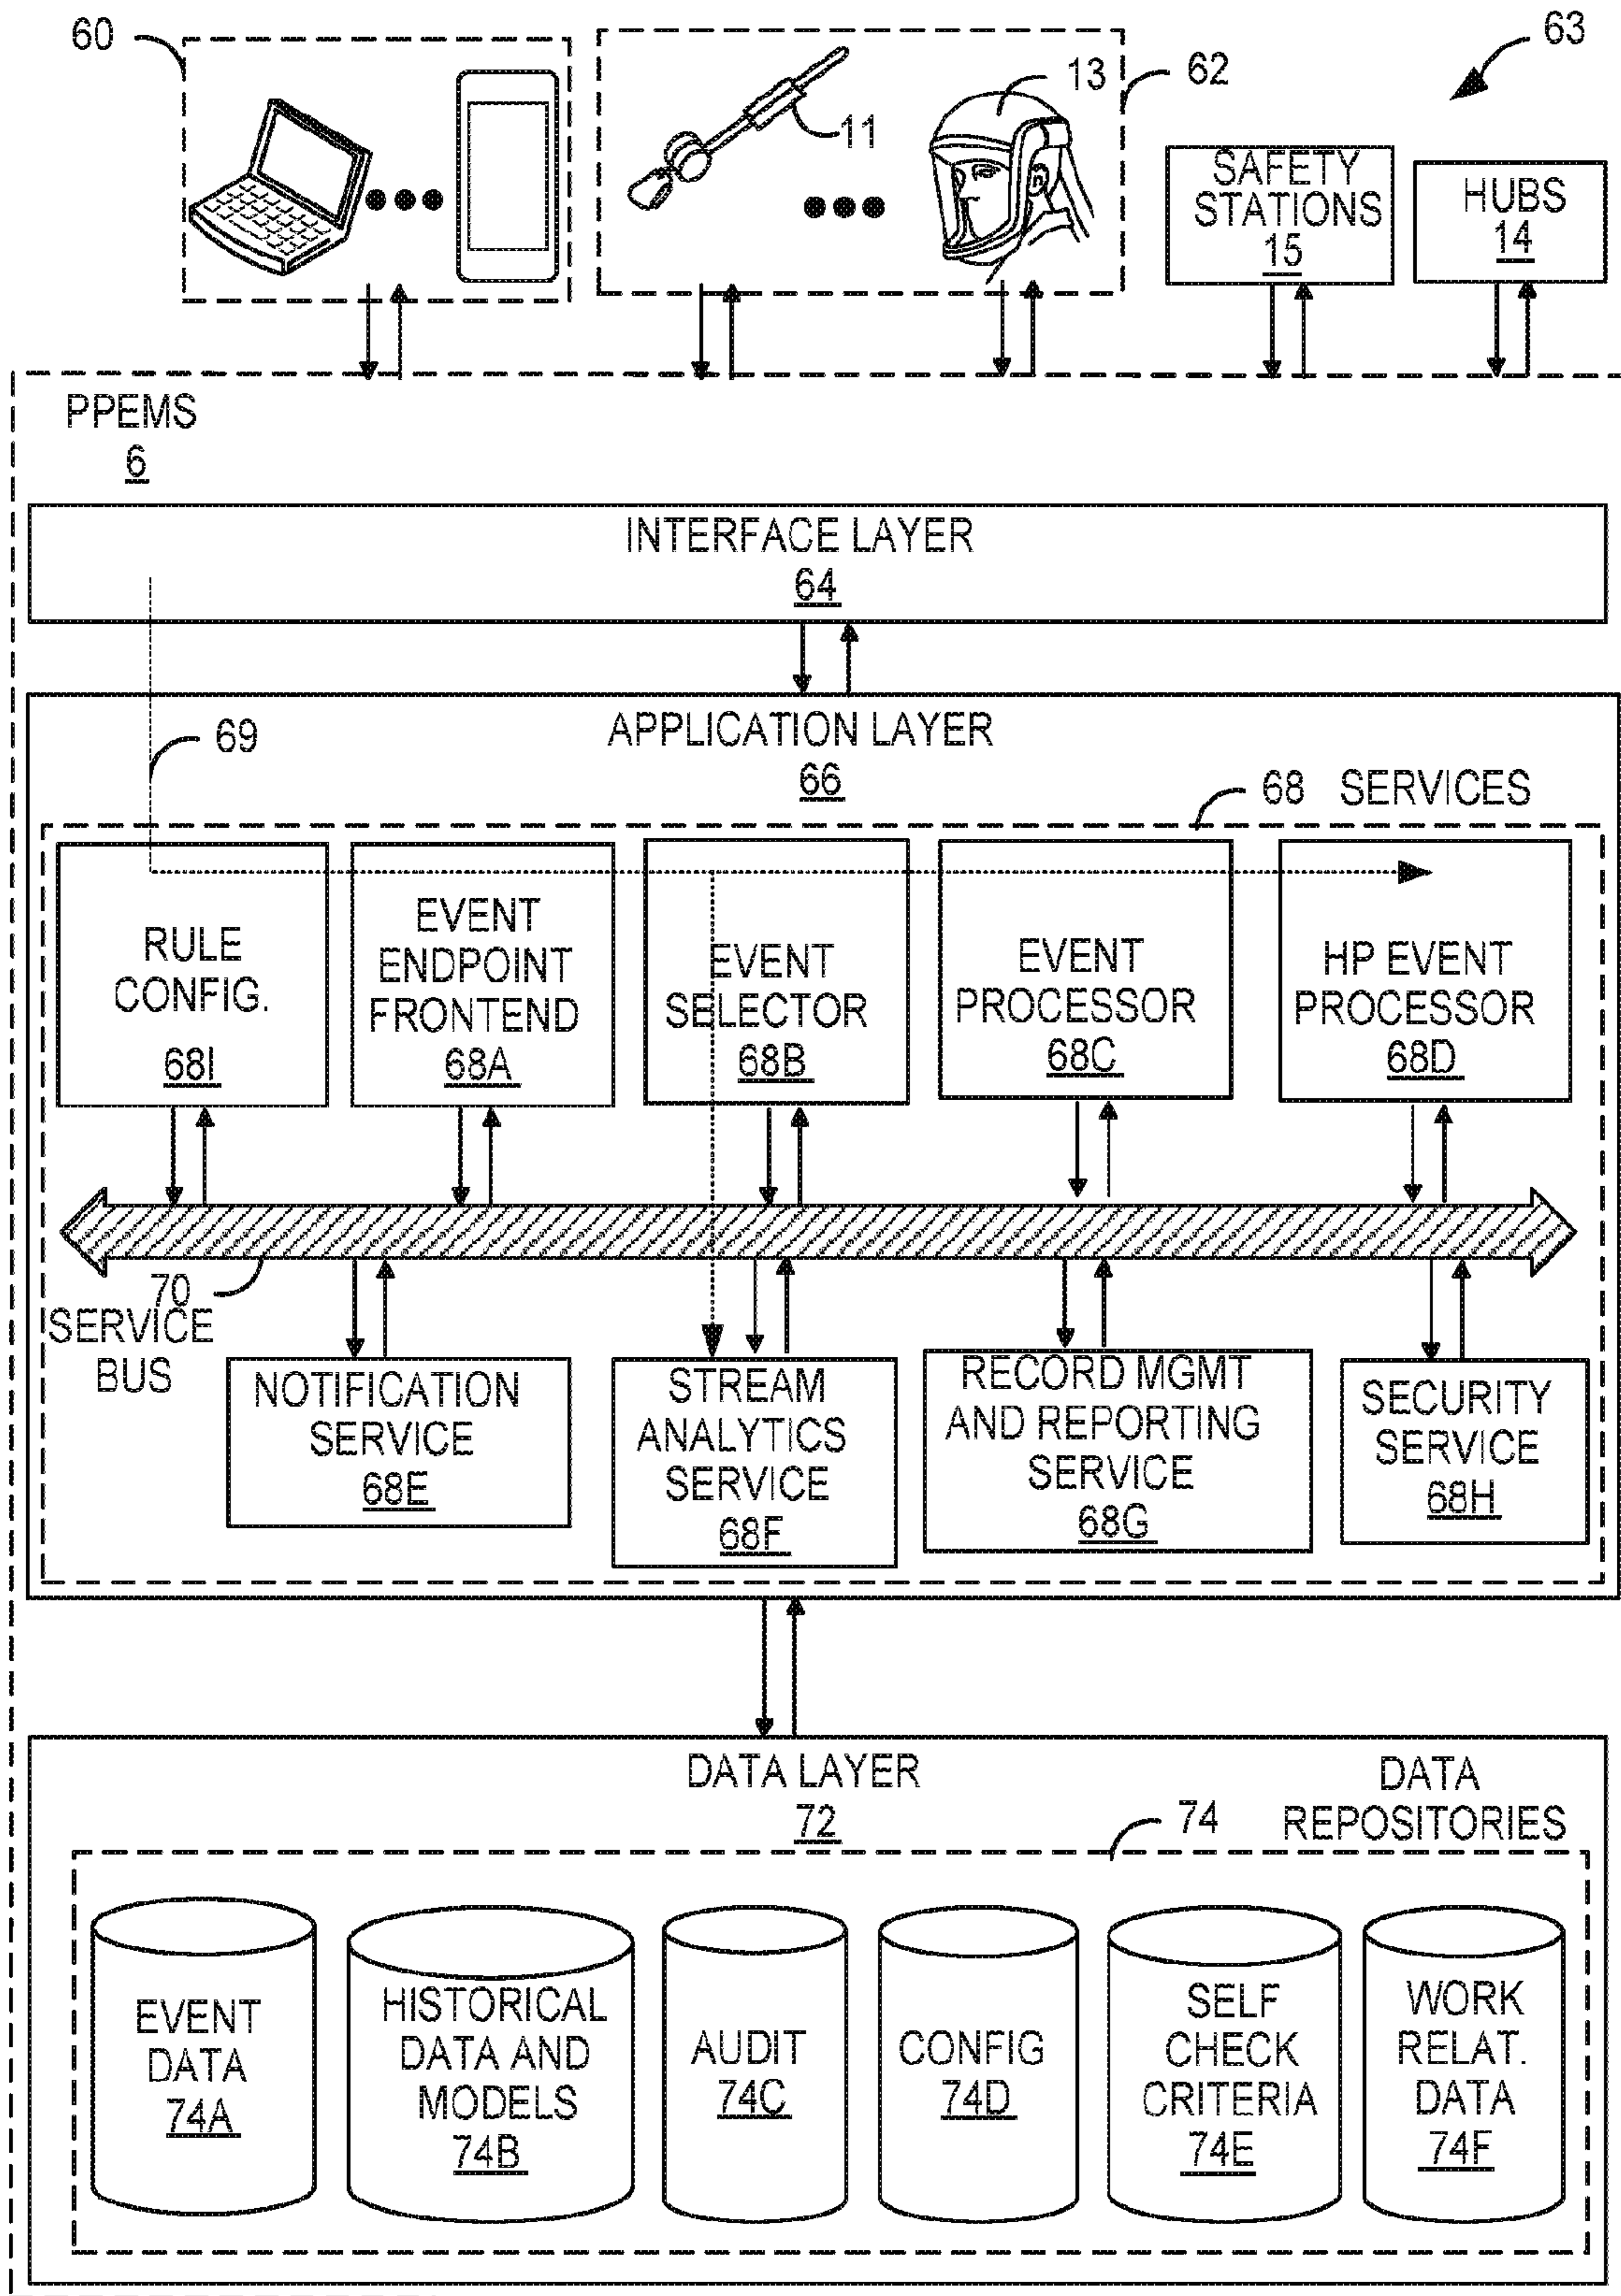 60
11
13
62
63
SAFETY
STATIONS
15
HUBS
14
PPEMS
6
INTERFACE LAYER
64
69
APPLICATION LAYER
66
68 SERVICES
RULE
CONFIG.
68I
EVENT
ENDPOINT
FRONTEND
68A
EVENT
SELECTOR
68B
EVENT
PROCESSOR
68C
HP EVENT
PROCESSOR
68D
70
SERVICE
BUS
NOTIFICATION
SERVICE
68E
STREAM
ANALYTICS
SERVICE
68F
RECORD MGMT
AND REPORTING
SERVICE
68G
SECURITY
SERVICE
68H
DATA LAYER
72
74
DATA
REPOSITORIES
EVENT
DATA
74A
HISTORICAL
DATA AND
MODELS
74B
AUDIT
74C
CONFIG
74D
SELF
CHECK
CRITERIA
74E
WORK
RELAT.
DATA
74F